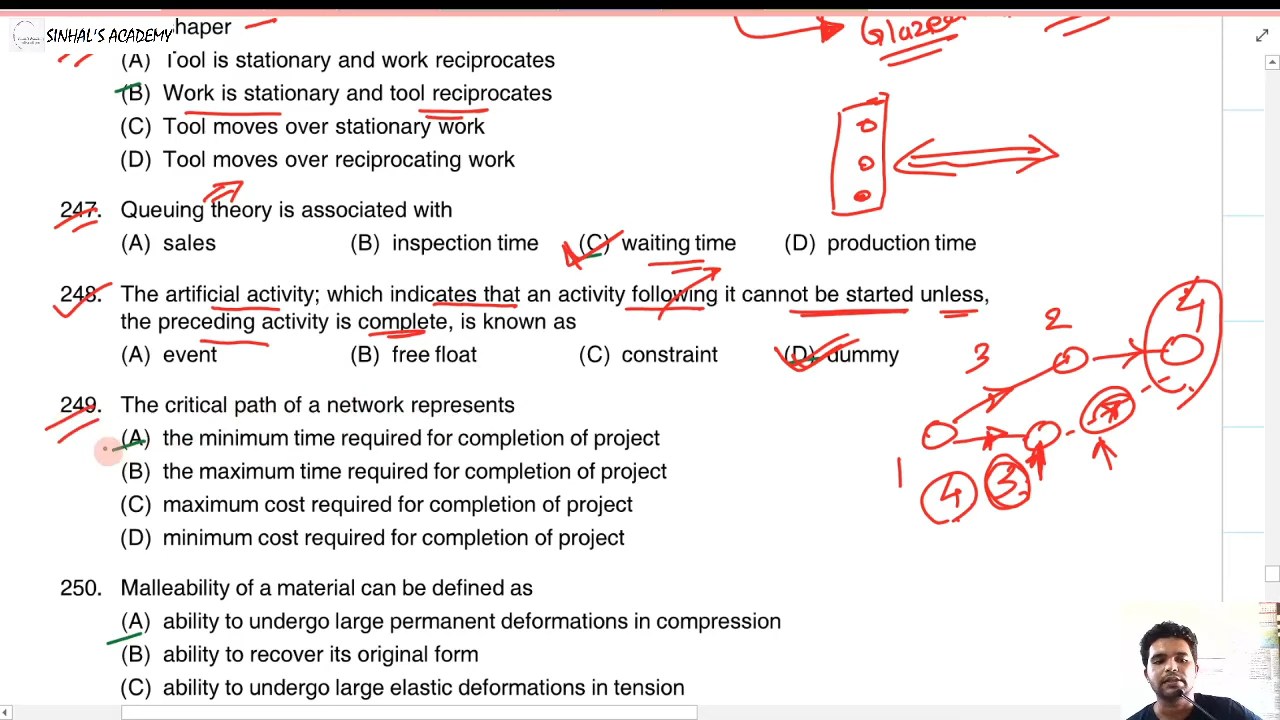 haper
Glazed
SINHAL'S ACADEMY
(A) Tool is stationary and work reciprocates
(B) Work is stationary and tool reciprocates
(C) Tool moves over stationary work
(D) Tool moves over reciprocating work
247. Queuing theory is associated with
(A) sales (B) inspection time (C) waiting time (D) production time
248. The artificial activity; which indicates that an activity following it cannot be started unless,
the preceding activity is complete, is known as
(A) event (B) free float (C) constraint (D) dummy
4
2
3
1
4
3
249. The critical path of a network represents
(A) the minimum time required for completion of project
(B) the maximum time required for completion of project
(C) maximum cost required for completion of project
(D) minimum cost required for completion of project
250. Malleability of a material can be defined as
(A) ability to undergo large permanent deformations in compression
(B) ability to recover its original form
(C) ability to undergo large elastic deformations in tension